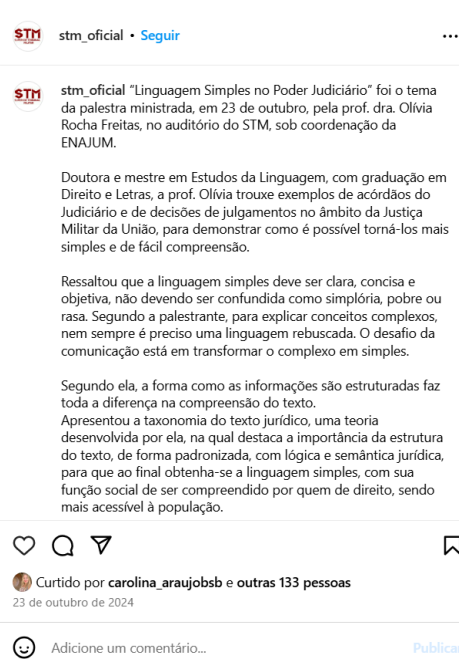 STM
stm_oficial • Seguir
STM
stm_oficial “Linguagem Simples no Poder Judiciário” foi o tema
da palestra ministrada, em 23 de outubro, pela prof. dra. Olívia
Rocha Freitas, no auditório do STM, sob coordenação da
ENAJUM.
Doutora e mestre em Estudos da Linguagem, com graduação em
Direito e Letras, a prof. Olívia trouxe exemplos de acórdãos do
Judiciário e de decisões de julgamentos no âmbito da Justiça
Militar da União, para demonstrar como é possível torná-los mais
simples e de fácil compreensão.
Ressaltou que a linguagem simples deve ser clara, concisa e
objetiva, não devendo ser confundida como simplória, pobre ou
rasa. Segundo a palestrante, para explicar conceitos complexos,
nem sempre é preciso uma linguagem rebuscada. O desafio da
comunicação está em transformar o complexo em simples.
Segundo ela, a forma como as informações são estruturadas faz
toda a diferença na compreensão do texto.
Apresentou a taxonomia do texto jurídico, uma teoria
desenvolvida por ela, na qual destaca a importância da estrutura
do texto, de forma padronizada, com lógica e semântica jurídica,
para que ao final obtenha-se a linguagem simples, com sua
função social de ser compreendido por quem de direito, sendo
mais acessível à população.
Curtido por carolina_araujobsb e outras 133 pessoas
23 de outubro de 2024
Adicione um comentário...
Publicar